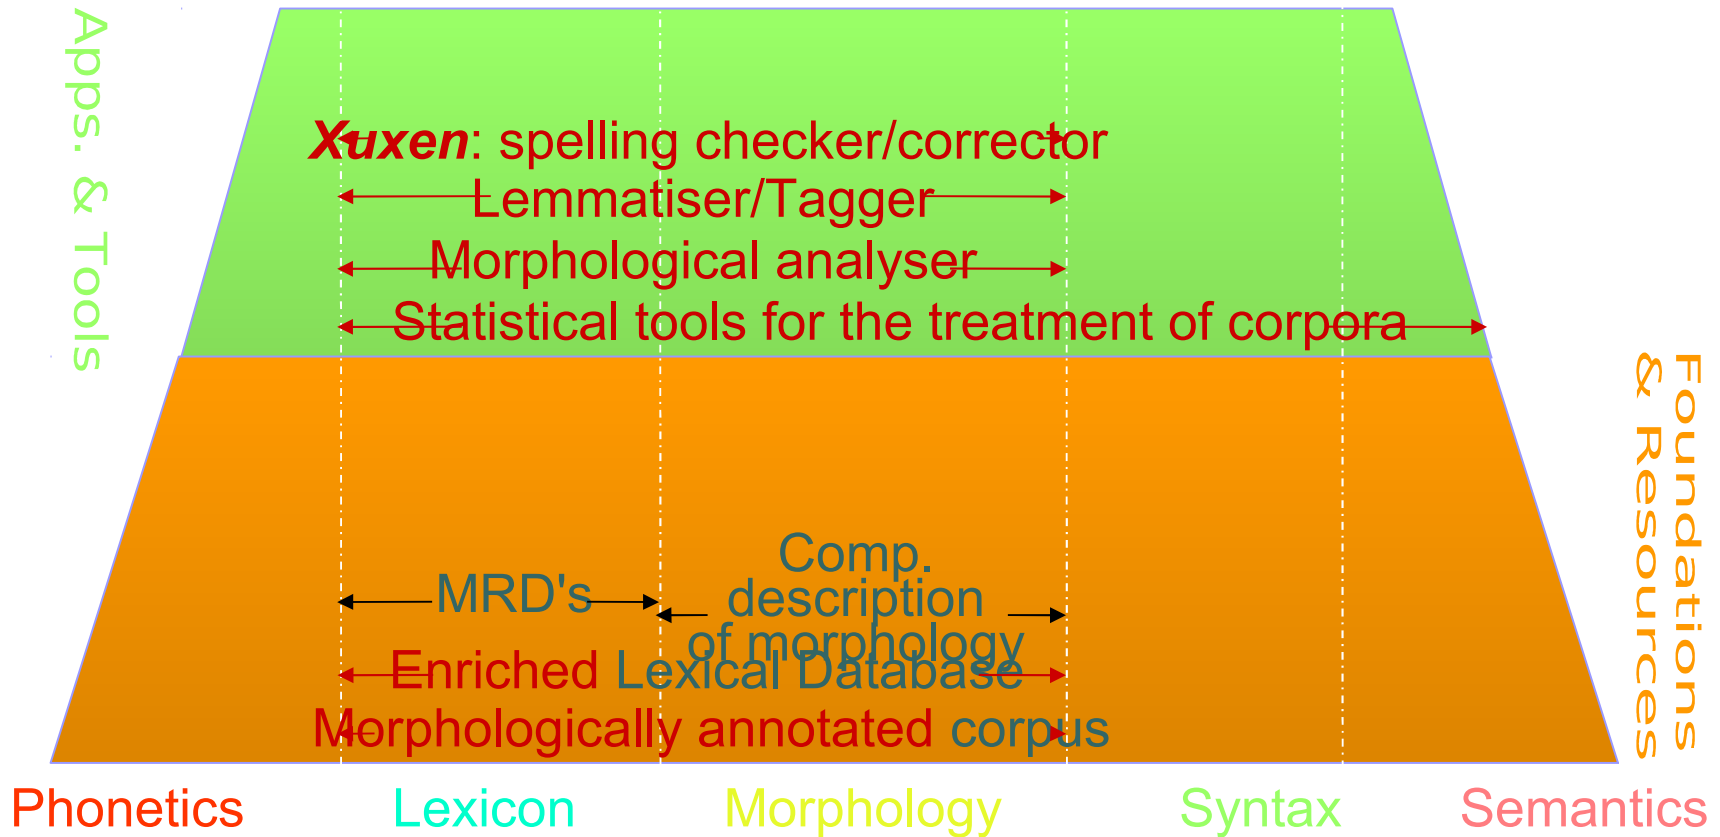 Apps. & Tools
Xuxen: spelling checker/corrector
Lemmatiser/Tagger
Morphological analyser
Statistical tools for the treatment of corpora
Foundations
& Resources
MRD's
Comp.
description
of morphology
Enriched Lexical Database
Morphologically annotated corpus
Phonetics Lexicon Morphology Syntax Semantics